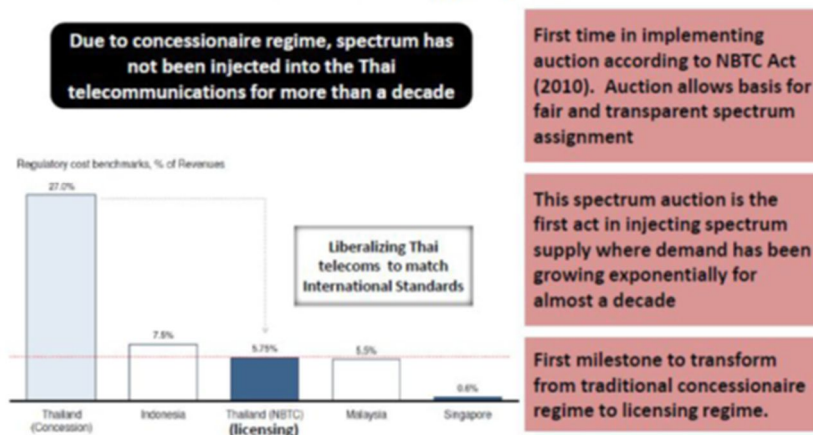 Due to concessionaire regime, spectrum has
not been injected into the Thai
telecommunications for more than a decade
First time in implementing
auction according to NBTC Act
(2010). Auction allows basis for
fair and transparent spectrum
assignment
Regulatory cost benchmarks, % of Revenues
27.0%
Liberalizing Thai
telecoms to match
International Standards
7.5%
5.75%
5.5%
0.6%
Thailand
(Concession)
Indonesia
Thailand (NBTC)
(licensing)
Malaysia
Singapore
This spectrum auction is the
first act in injecting spectrum
supply where demand has been
growing exponentially for
almost a decade
First milestone to transform
from traditional concessionaire
regime to licensing regime.